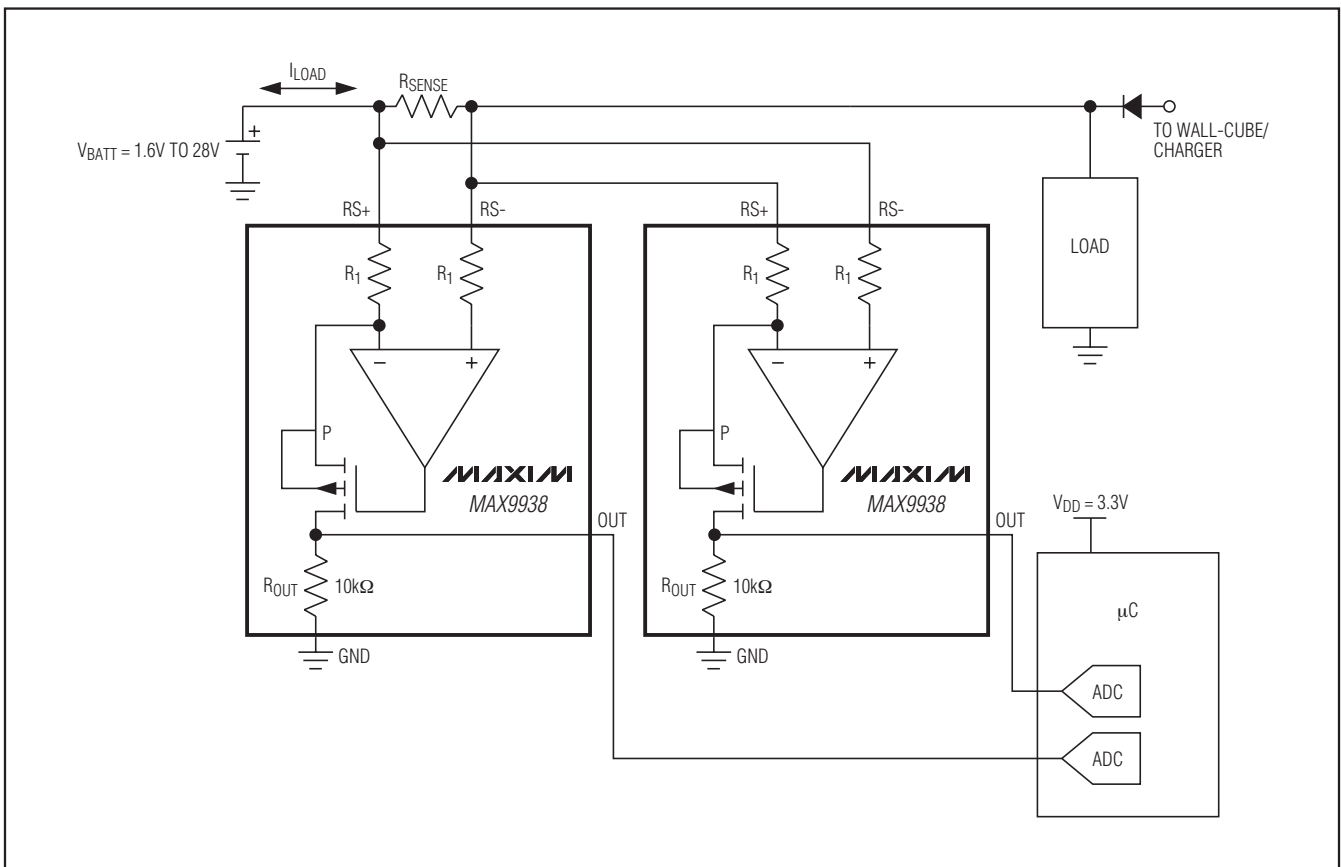 ILOAD
RSENSE
VBATT = 1.6V TO 28V
+
TO WALL-CUBE/
CHARGER
RS+
RS-
RS+
RS-
LOAD
R1
R1
R1
R1
−
+
−
+
P
P
MAXIM
MAX9938
MAXIM
MAX9938
VDD = 3.3V
OUT
OUT
ROUT
10kΩ
ROUT
10kΩ
µC
GND
GND
ADC
ADC